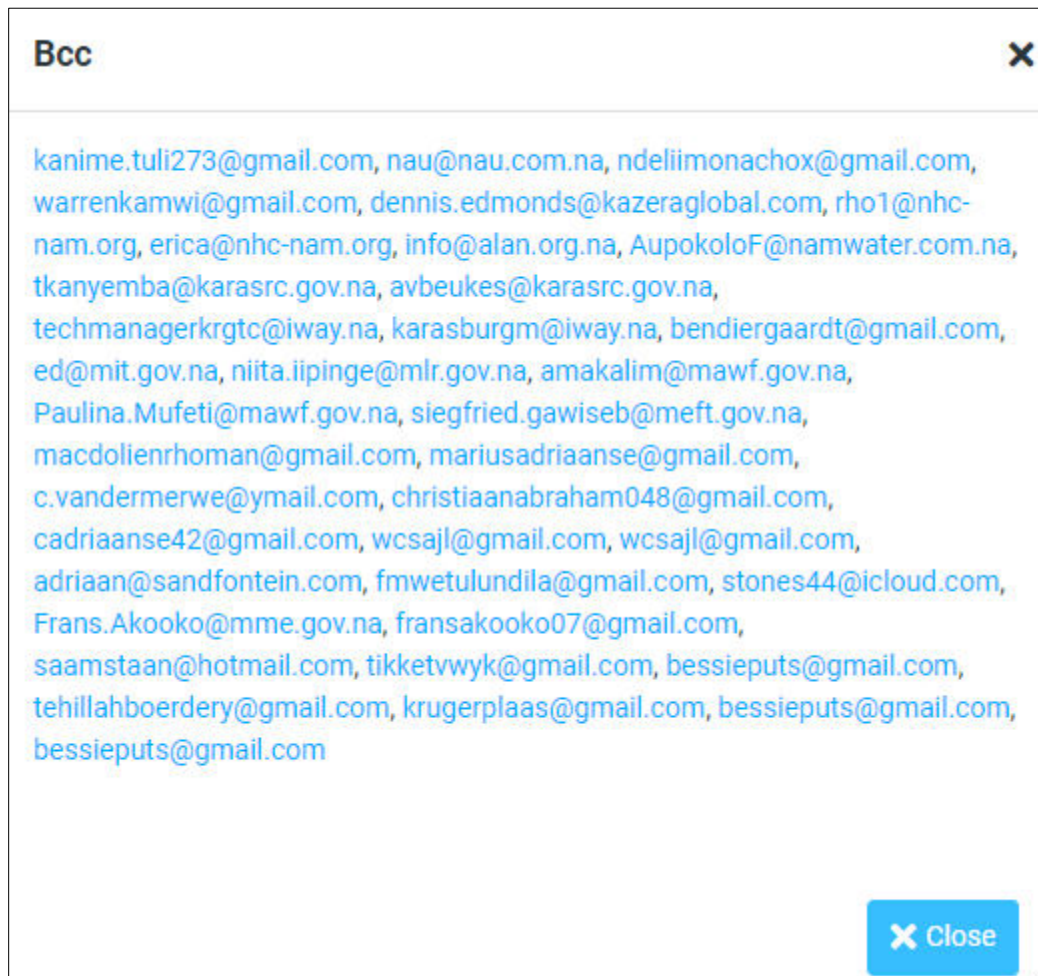 Bcc
kanime.tuli273@gmail.com, nau@nau.com.na, ndeliimonachox@gmail.com,
warrenkamwi@gmail.com, dennis.edmonds@kazeraglobal.com, rho1@nhc-
nam.org, erica@nhc-nam.org, info@alan.org.na, AupokoloF@namwater.com.na,
tkanyemba@karasrc.gov.na, avbeukes@karasrc.gov.na,
techmanagerkrgtc@iway.na, karasburgm@iway.na, bendiergaardt@gmail.com,
ed@mit.gov.na, niita.iipinge@mlr.gov.na, amakalim@mawf.gov.na,
Paulina.Mufeti@mawf.gov.na, siegfried.gawiseb@meft.gov.na,
macdolienrhoman@gmail.com, mariusadriaanse@gmail.com,
c.vandermerwe@ymail.com, christiaanabraham048@gmail.com,
cadriaanse42@gmail.com, wcsajl@gmail.com, wcsajl@gmail.com,
adriaan@sandfontein.com, fmwetulundila@gmail.com, stones44@icloud.com,
Frans.Akooko@mme.gov.na, fransakooko07@gmail.com,
saamstaan@hotmail.com, tikketvwyk@gmail.com, bessieputs@gmail.com,
tehillahboerdery@gmail.com, krugerplaas@gmail.com, bessieputs@gmail.com,
bessieputs@gmail.com
Close